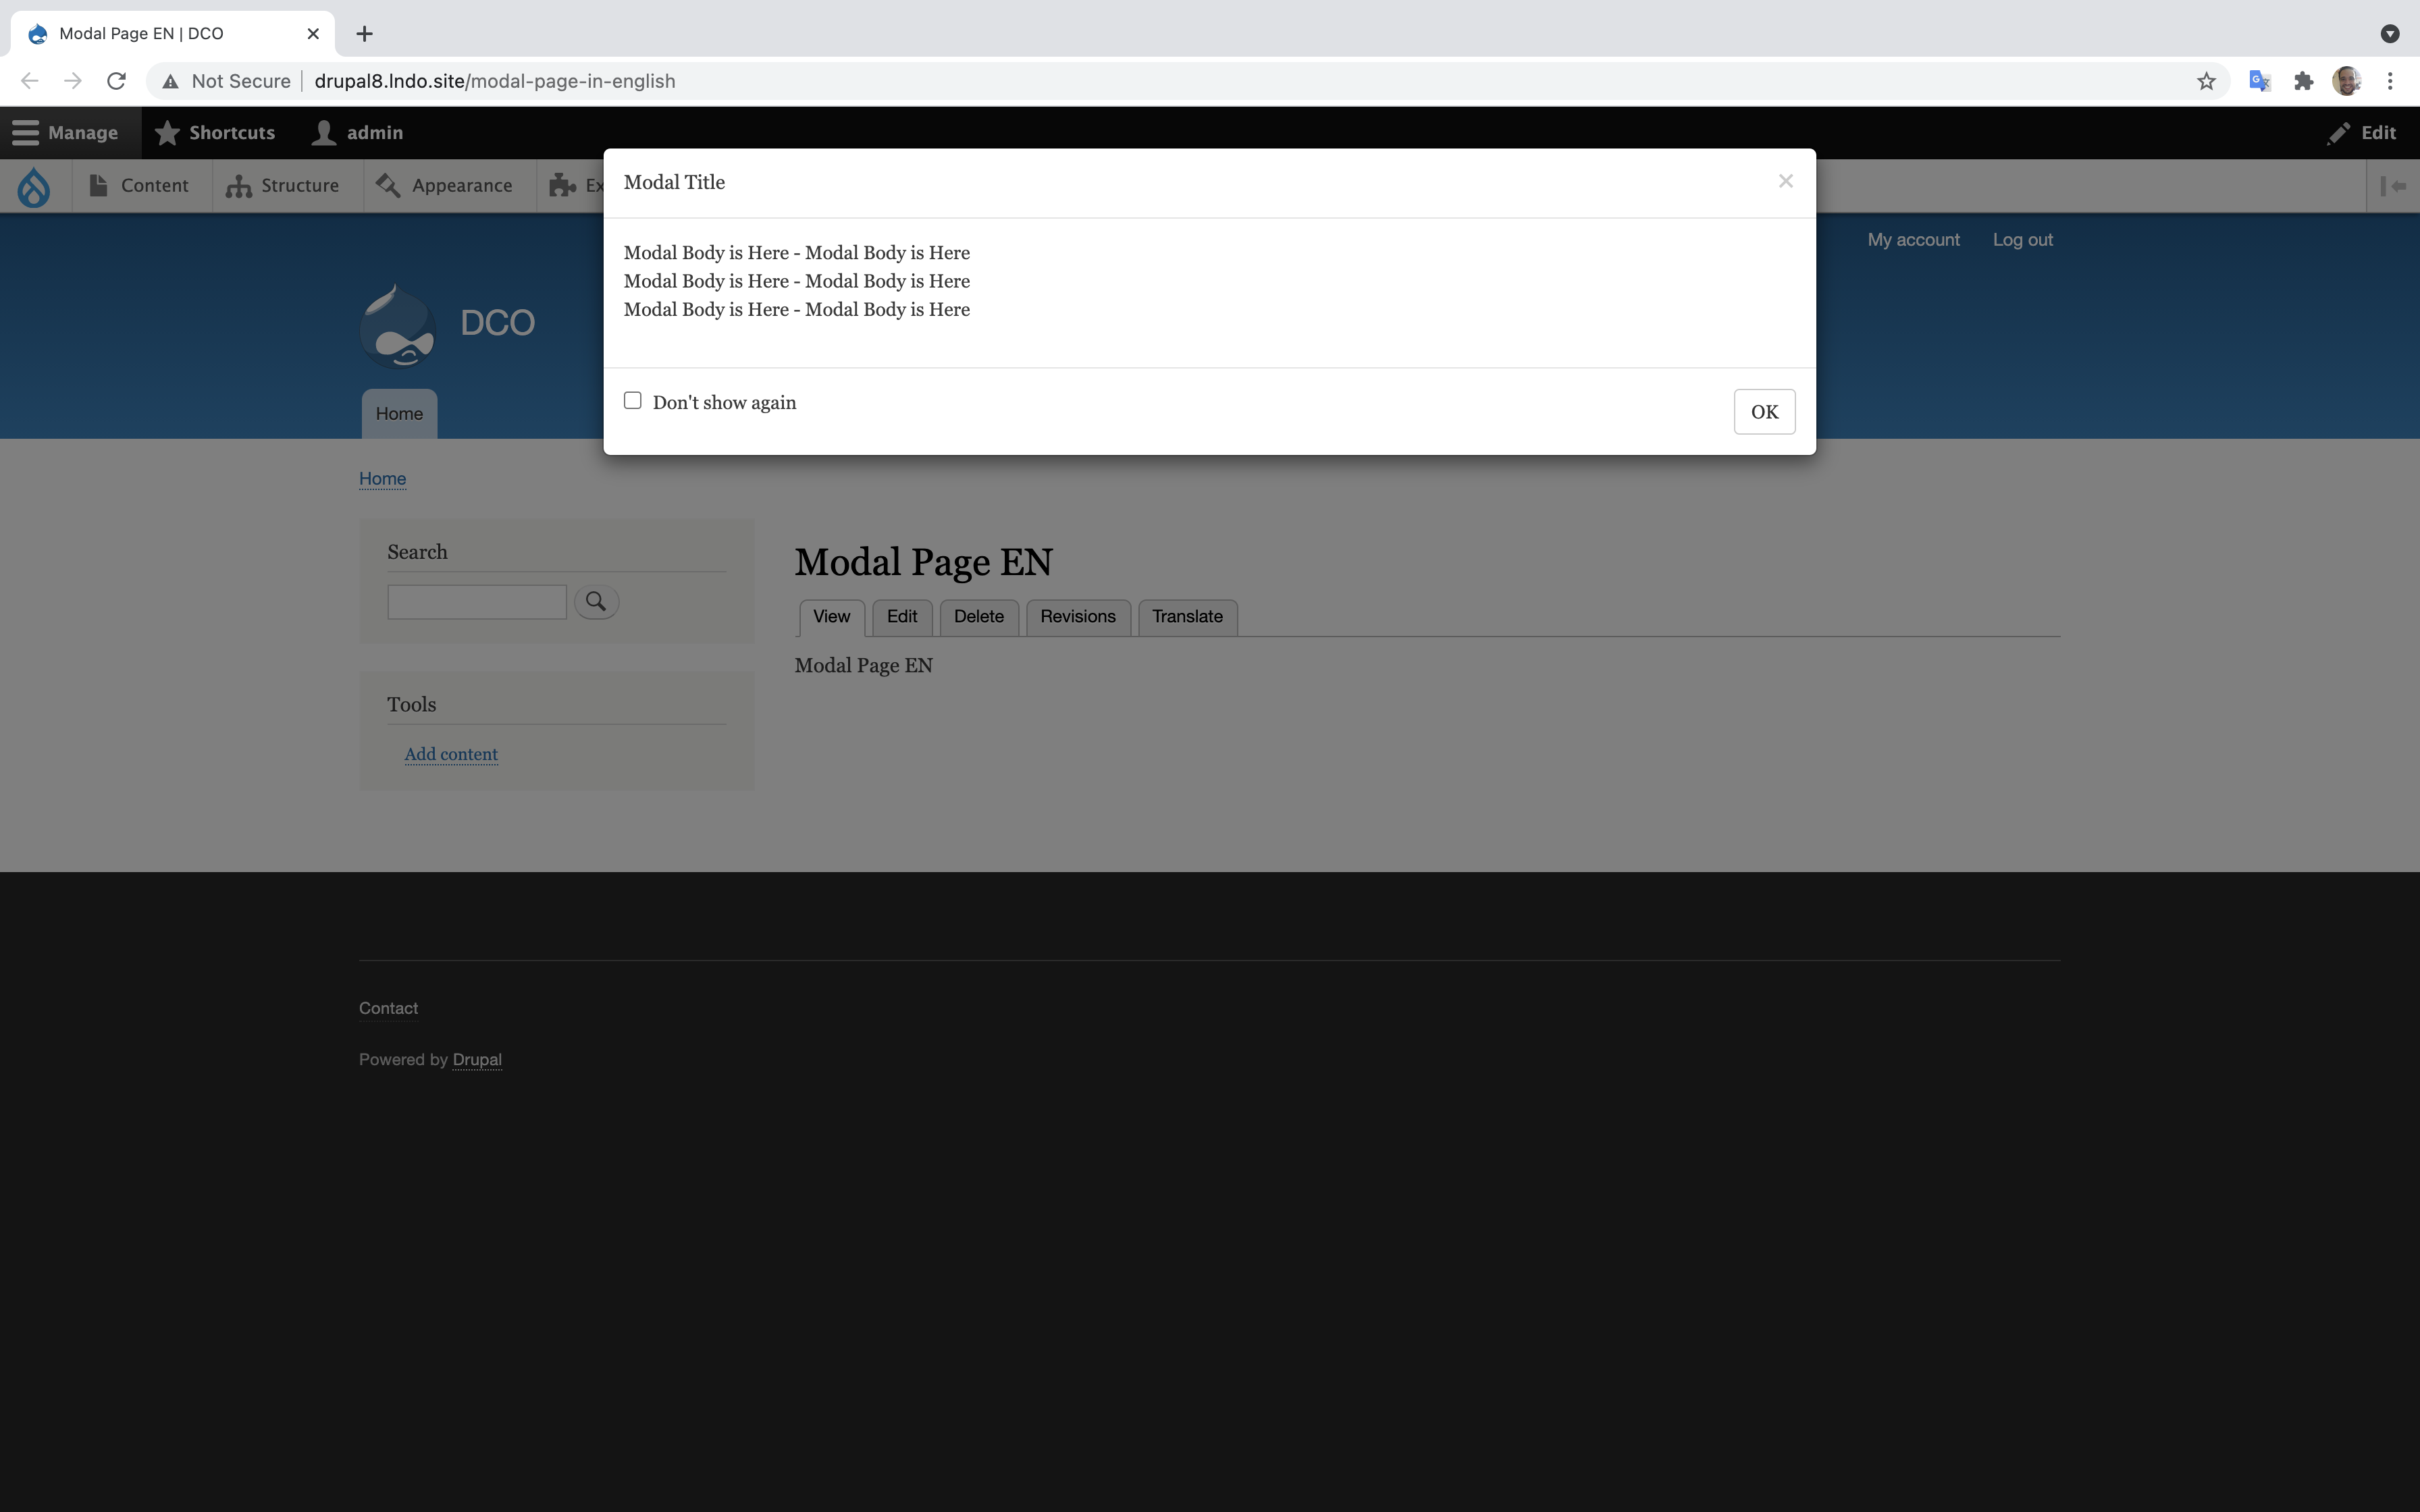 Modal Page EN | DCO
Not Secure drupal8.lndo.site/modal-page-in-english
Manage Shortcuts admin Edit
Content Structure Appearance Ex
Modal Title
Modal Body is Here - Modal Body is Here
Modal Body is Here - Modal Body is Here
Modal Body is Here - Modal Body is Here
Don't show again
OK
My account Log out
DCO
Home
Home
Search
Tools
Add content
Modal Page EN
View Edit Delete Revisions Translate
Modal Page EN
Contact
Powered by Drupal